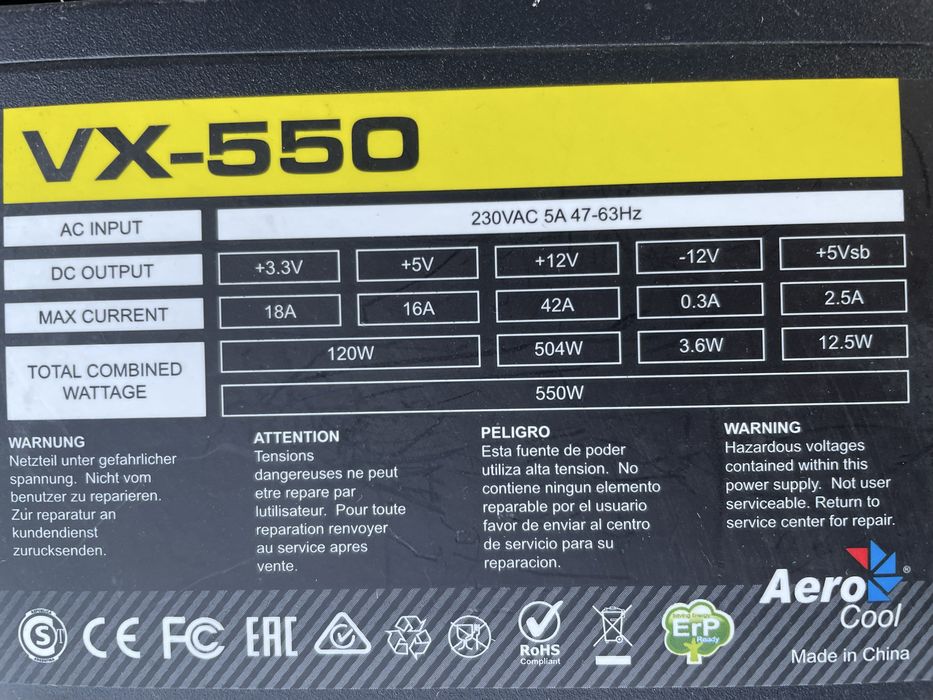 VX-550
AC INPUT 230VAC 5A 47-63Hz
DC OUTPUT +3.3V +5V +12V -12V +5Vsb
MAX CURRENT 18A 16A 42A 0.3A 2.5A
TOTAL COMBINED
WATTAGE
120W 504W 3.6W 12.5W
550W
WARNUNG
Netzteil unter gefahrlicher
spannung. Nicht vom
benutzer zu reparieren.
Zür reparatur an
kundendienst
zurucksenden.
ATTENTION
Tensions
dangereuses ne peut
etre repare par
lutilisateur. Pour toute
reparation renvoyer
au service apres
vente.
PELIGRO
Esta fuente de poder
utiliza alta tension. No
contiene ningun elemento
reparable por el usuario
favor de enviar al centro
de servicio para su
reparacion.
WARNING
Hazardous voltages
contained within this
power supply. Not user
serviceable. Return to
service center for repair.
Aero
Cool
®
REPUBLICA
S
ARGENTINA
CE
FC
EAC
RoHS
Compliant
ErP
Ready
Made in China